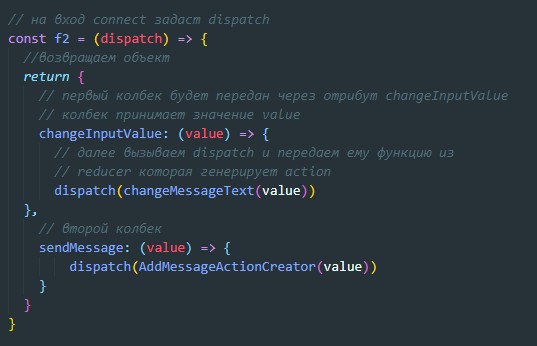 // на вход connect задаст dispatch
const f2 = (dispatch) => {
  //возвращаем объект
  return {
    // первый колбек будет передан через отрибут changeInputValue
    // колбек принимает значение value
    changeInputValue: (value) => {
      // далее вызываем dispatch и передаем ему функцию из
      // reducer которая генерирует action
      dispatch(changeMessageText(value))
  },
    // второй колбек
    sendMessage: (value) => {
        dispatch(AddMessageActionCreator(value))
    }
  }
}